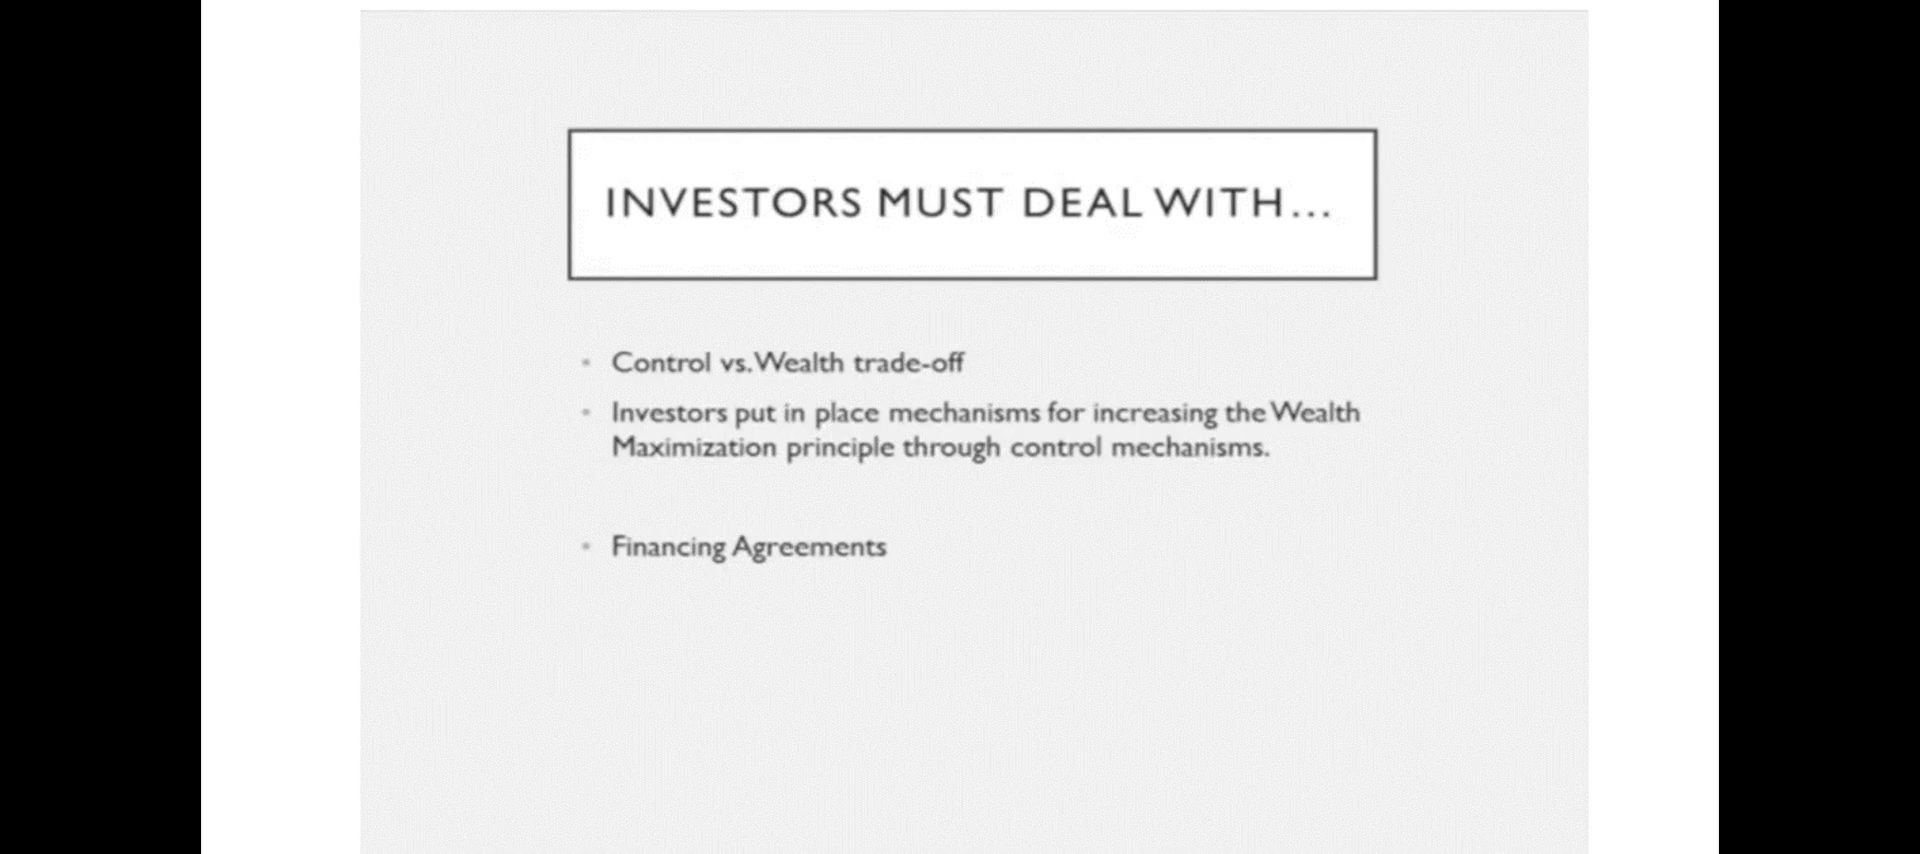 INVESTORS MUST DEAL WITH...
• Control vs. Wealth trade-off
• Investors put in place mechanisms for increasing the Wealth
Maximization principle through control mechanisms.
• Financing Agreements